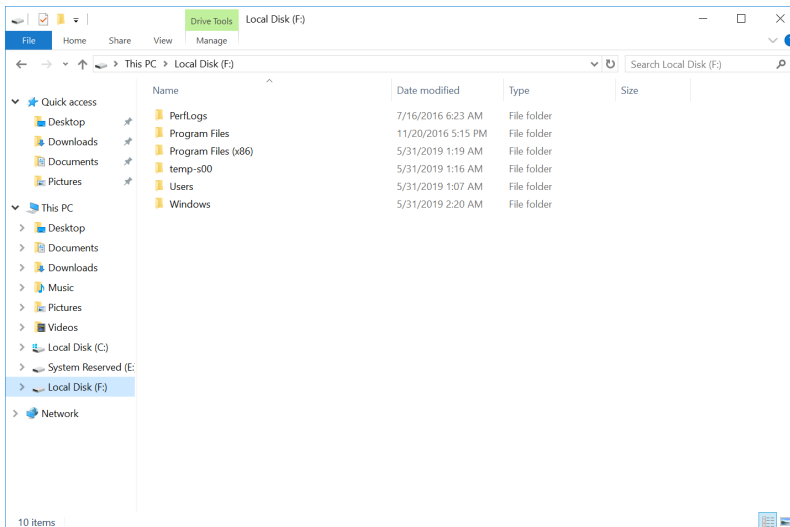 Drive Tools Local Disk (F:)
File Home Share View Manage
This PC Local Disk (F:) Search Local Disk (F:)
Name Date modified Type Size
Quick access
Desktop
Downloads
Documents
Pictures
This PC
Desktop
Documents
Downloads
Music
Pictures
Videos
Local Disk (C:)
System Reserved (E:
Local Disk (F:)
Network
PerfLogs 7/16/2016 6:23 AM File folder
Program Files 11/20/2016 5:15 PM File folder
Program Files (x86) 5/31/2019 1:19 AM File folder
temp-s00 5/31/2019 1:16 AM File folder
Users 5/31/2019 1:07 AM File folder
Windows 5/31/2019 2:20 AM File folder
10 items